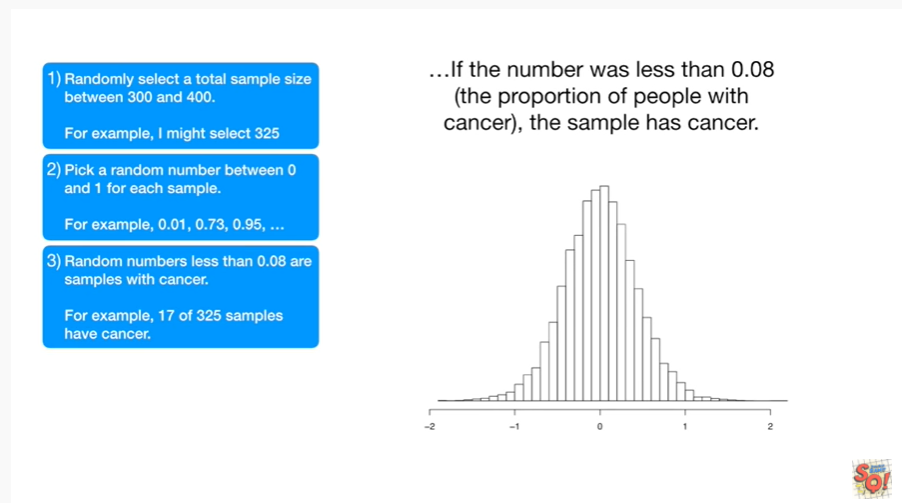 1) Randomly select a total sample size
between 300 and 400.
For example, I might select 325
2) Pick a random number between 0
and 1 for each sample.
For example, 0.01, 0.73, 0.95, …
3) Random numbers less than 0.08 are
samples with cancer.
For example, 17 of 325 samples
have cancer.
…If the number was less than 0.08
(the proportion of people with
cancer), the sample has cancer.
−2 −1 0 1 2
SQ!